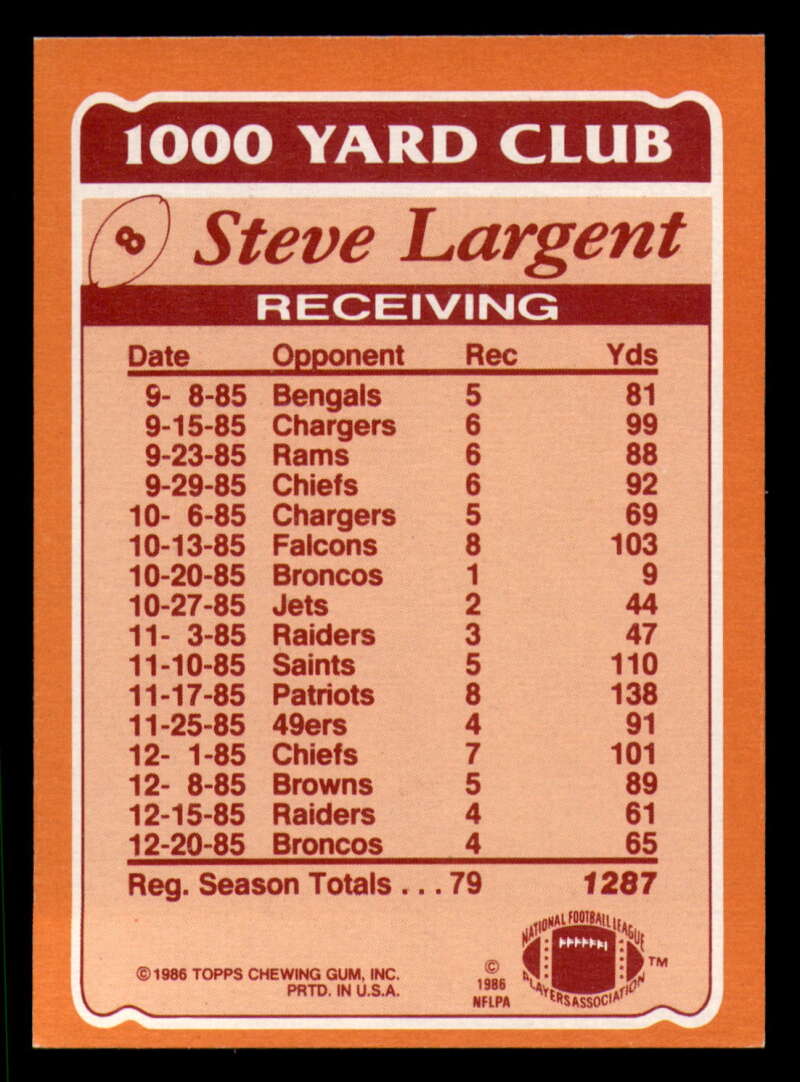 1000 YARD CLUB
8 Steve Largent
RECEIVING
Date Opponent Rec Yds
9- 8-85 Bengals 5 81
9-15-85 Chargers 6 99
9-23-85 Rams 6 88
9-29-85 Chiefs 6 92
10- 6-85 Chargers 5 69
10-13-85 Falcons 8 103
10-20-85 Broncos 1 9
10-27-85 Jets 2 44
11- 3-85 Raiders 3 47
11-10-85 Saints 5 110
11-17-85 Patriots 8 138
11-25-85 49ers 4 91
12- 1-85 Chiefs 7 101
12- 8-85 Browns 5 89
12-15-85 Raiders 4 61
12-20-85 Broncos 4 65
Reg. Season Totals ... 79 1287
©1986 TOPPS CHEWING GUM, INC.
PRTD. IN U.S.A.
©
1986
NFLPA
NATIONAL FOOTBALL LEAGUE
PLAYERS ASSOCIATION
TM